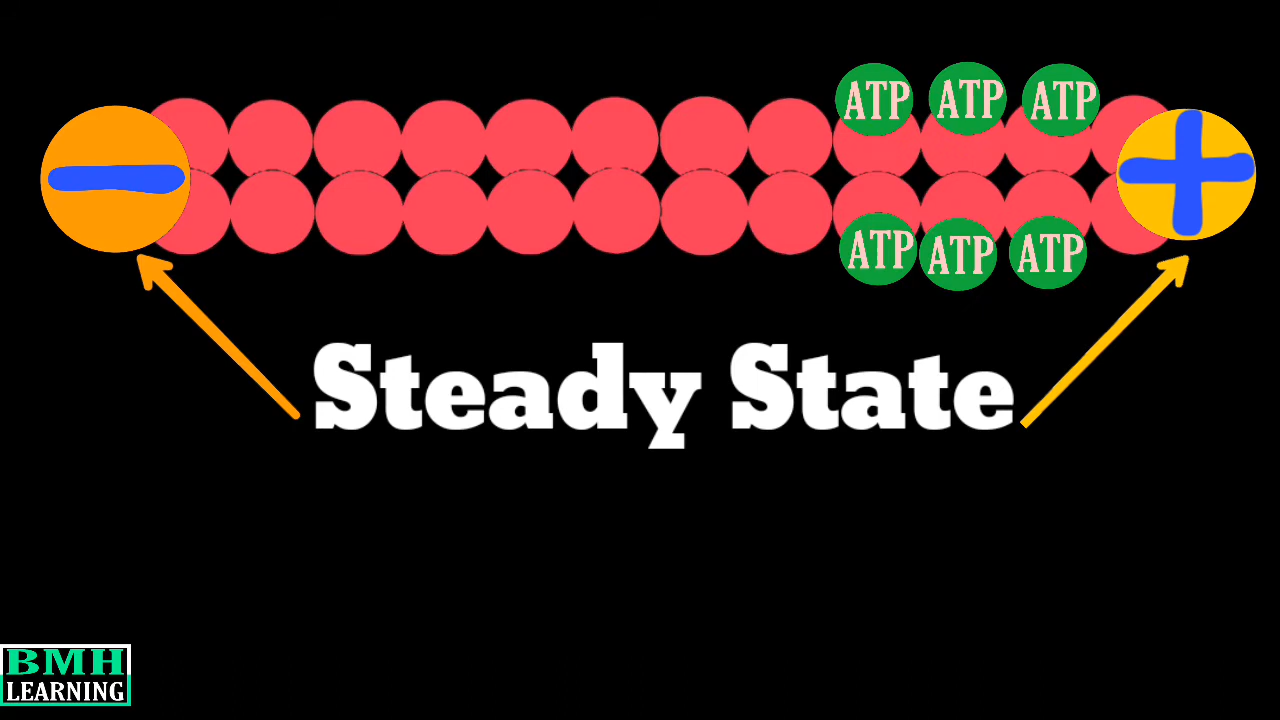 ATP ATP ATP
−
+
ATP ATP ATP
Steady State
BMH
LEARNING